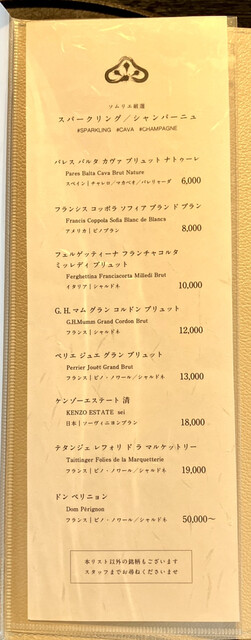 ソムリエ厳選
スパークリング／シャンパーニュ
#SPARKLING #CAVA #CHAMPAGNE
パレス バルタ カヴァ ブリュット ナトゥーレ
Pares Balta Cava Brut Nature
スペイン｜チャレロ／マカベオ／パレリャーダ 6,000
フランシス コッポラ ソフィア ブラン ド ブラン
Francis Coppola Sofia Blanc de Blancs
アメリカ｜ピノブラン 8,000
フェルゲッティーナ フランチャコルタ
ミッレディ ブリュット
Ferghettina Franciacorta Milledi Brut
イタリア｜シャルドネ 10,000
G. H. マム グラン コルドン ブリュット
G.H.Mumm Grand Cordon Brut
フランス｜シャルドネ 12,000
ペリエ ジュエ グラン ブリュット
Perrier Jouët Grand Brut
フランス｜ピノ・ノワール／シャルドネ 13,000
ケンゾーエステート 清
KENZO ESTATE sei
日本｜ソーヴィニヨンブラン 18,000
テタンジェ レフォリ ド ラ マルケットリー
Taittinger Folies de la Marquetterie
フランス｜ピノ・ノワール／シャルドネ 19,000
ドン ペリニョン
Dom Pérignon
フランス｜ピノ・ノワール／シャルドネ 50,000～
本リスト以外の銘柄もございます
スタッフまでお尋ねくださいませ